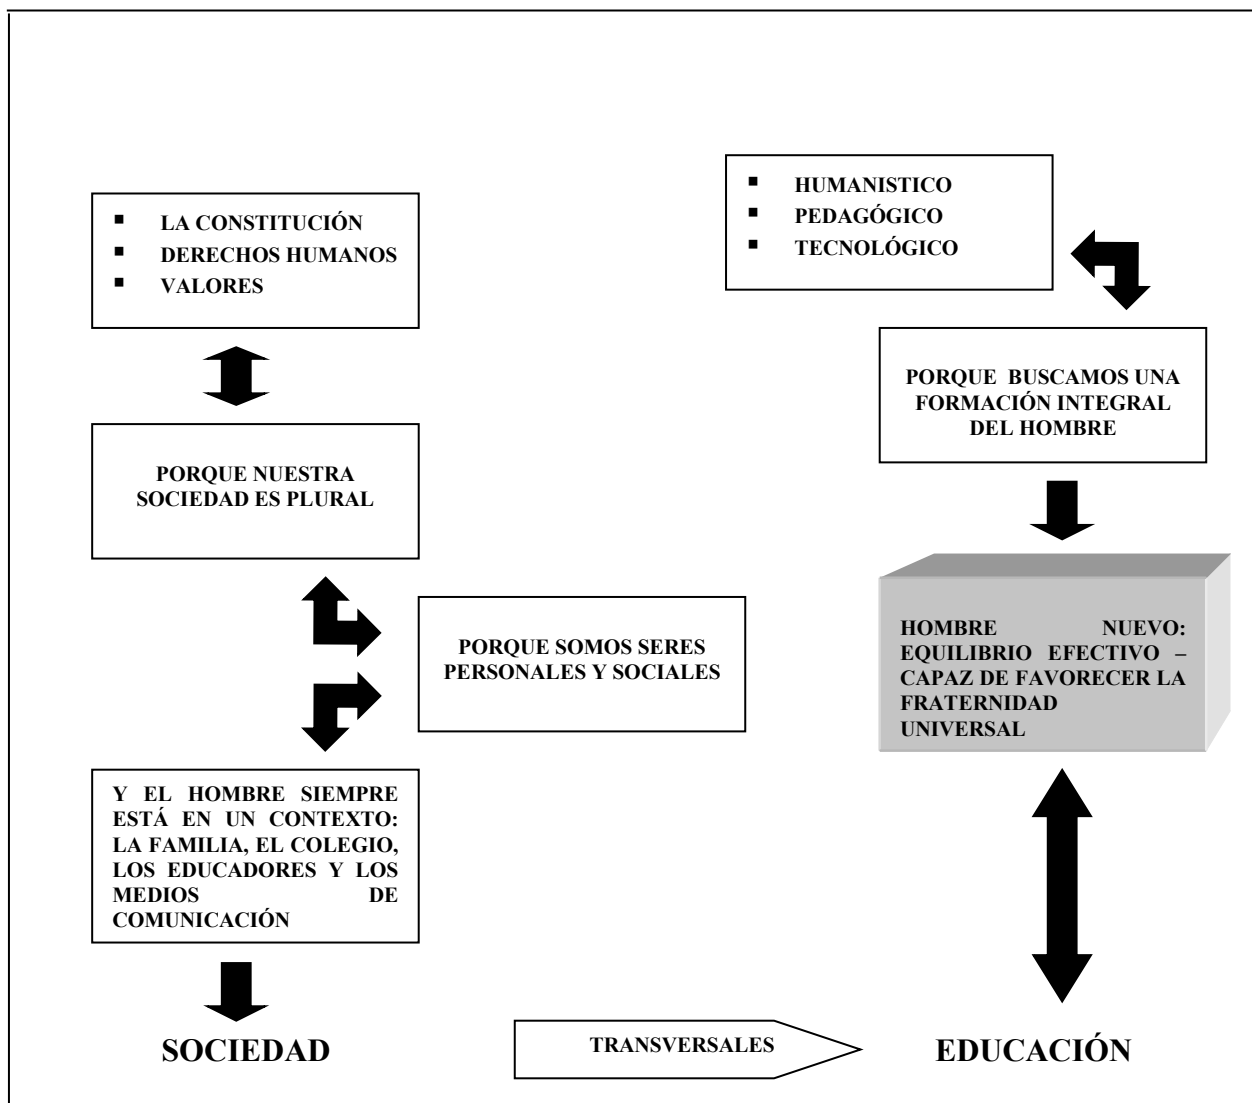 ▪ LA CONSTITUCIÓN
▪ DERECHOS HUMANOS
▪ VALORES
PORQUE NUESTRA
SOCIEDAD ES PLURAL
PORQUE SOMOS SERES
PERSONALES Y SOCIALES
Y EL HOMBRE SIEMPRE
ESTÁ EN UN CONTEXTO:
LA FAMILIA, EL COLEGIO,
LOS EDUCADORES Y LOS
MEDIOS DE
COMUNICACIÓN
SOCIEDAD
TRANSVERSALES
▪ HUMANISTICO
▪ PEDAGÓGICO
▪ TECNOLÓGICO
PORQUE BUSCAMOS UNA
FORMACIÓN INTEGRAL
DEL HOMBRE
HOMBRE NUEVO:
EQUILIBRIO EFECTIVO –
CAPAZ DE FAVORECER LA
FRATERNIDAD
UNIVERSAL
EDUCACIÓN